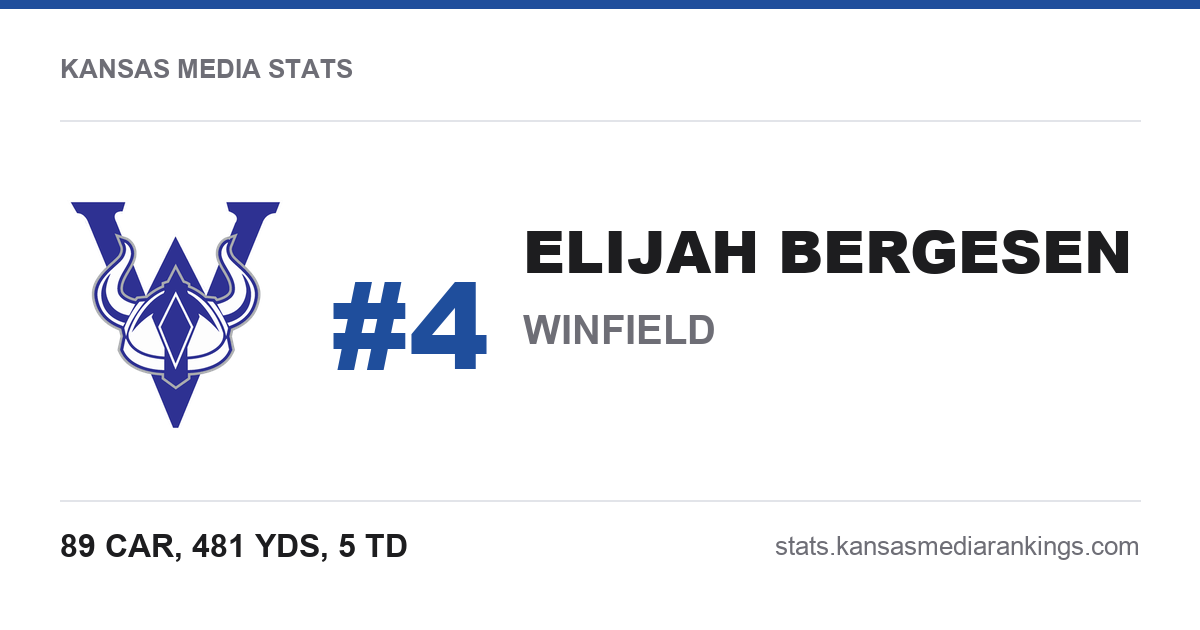 KANSAS MEDIA STATS
#4
ELIJAH BERGESEN
WINFIELD
89 CAR, 481 YDS, 5 TD
stats.kansasmediarankings.com